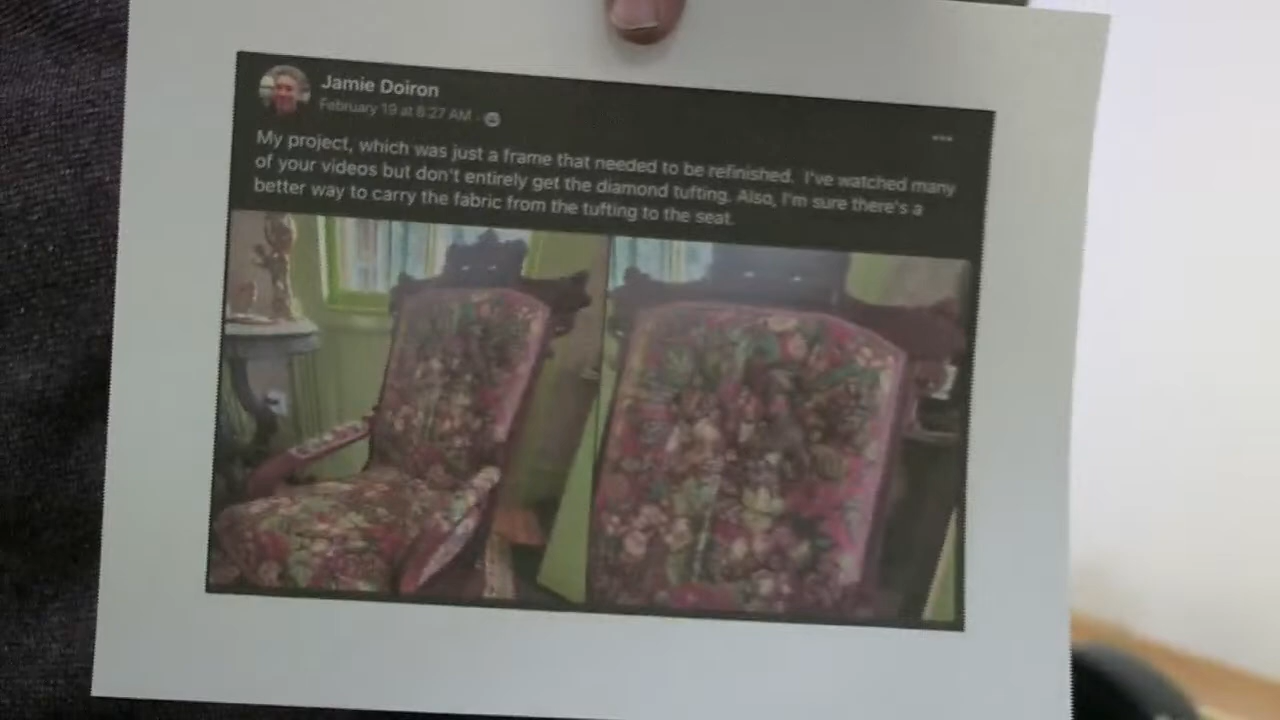 Jamie Doiron
February 19 at 8:27 AM
My project, which was just a frame that needed to be refinished. I've watched many
of your videos but don't entirely get the diamond tufting. Also, I'm sure there's a
better way to carry the fabric from the tufting to the seat.